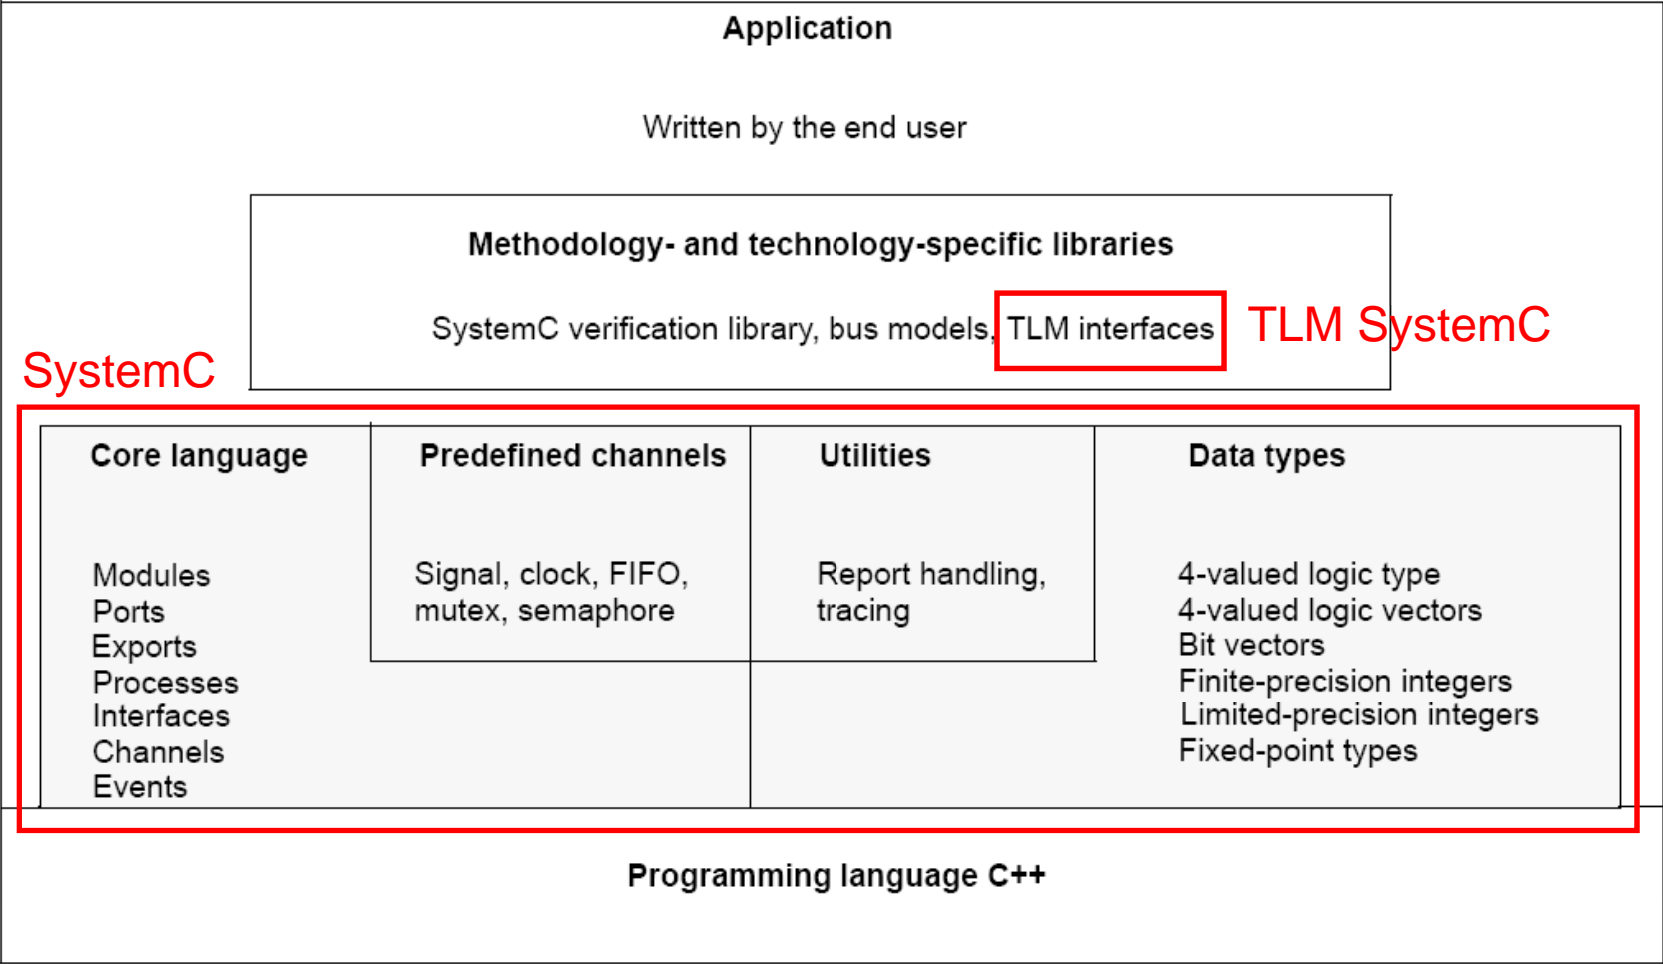 Application
Written by the end user
Methodology- and technology-specific libraries
SystemC verification library, bus models, TLM interfaces
TLM SystemC
SystemC
Core language
Modules
Ports
Exports
Processes
Interfaces
Channels
Events
Predefined channels
Signal, clock, FIFO,
mutex, semaphore
Utilities
Report handling,
tracing
Data types
4-valued logic type
4-valued logic vectors
Bit vectors
Finite-precision integers
Limited-precision integers
Fixed-point types
Programming language C++